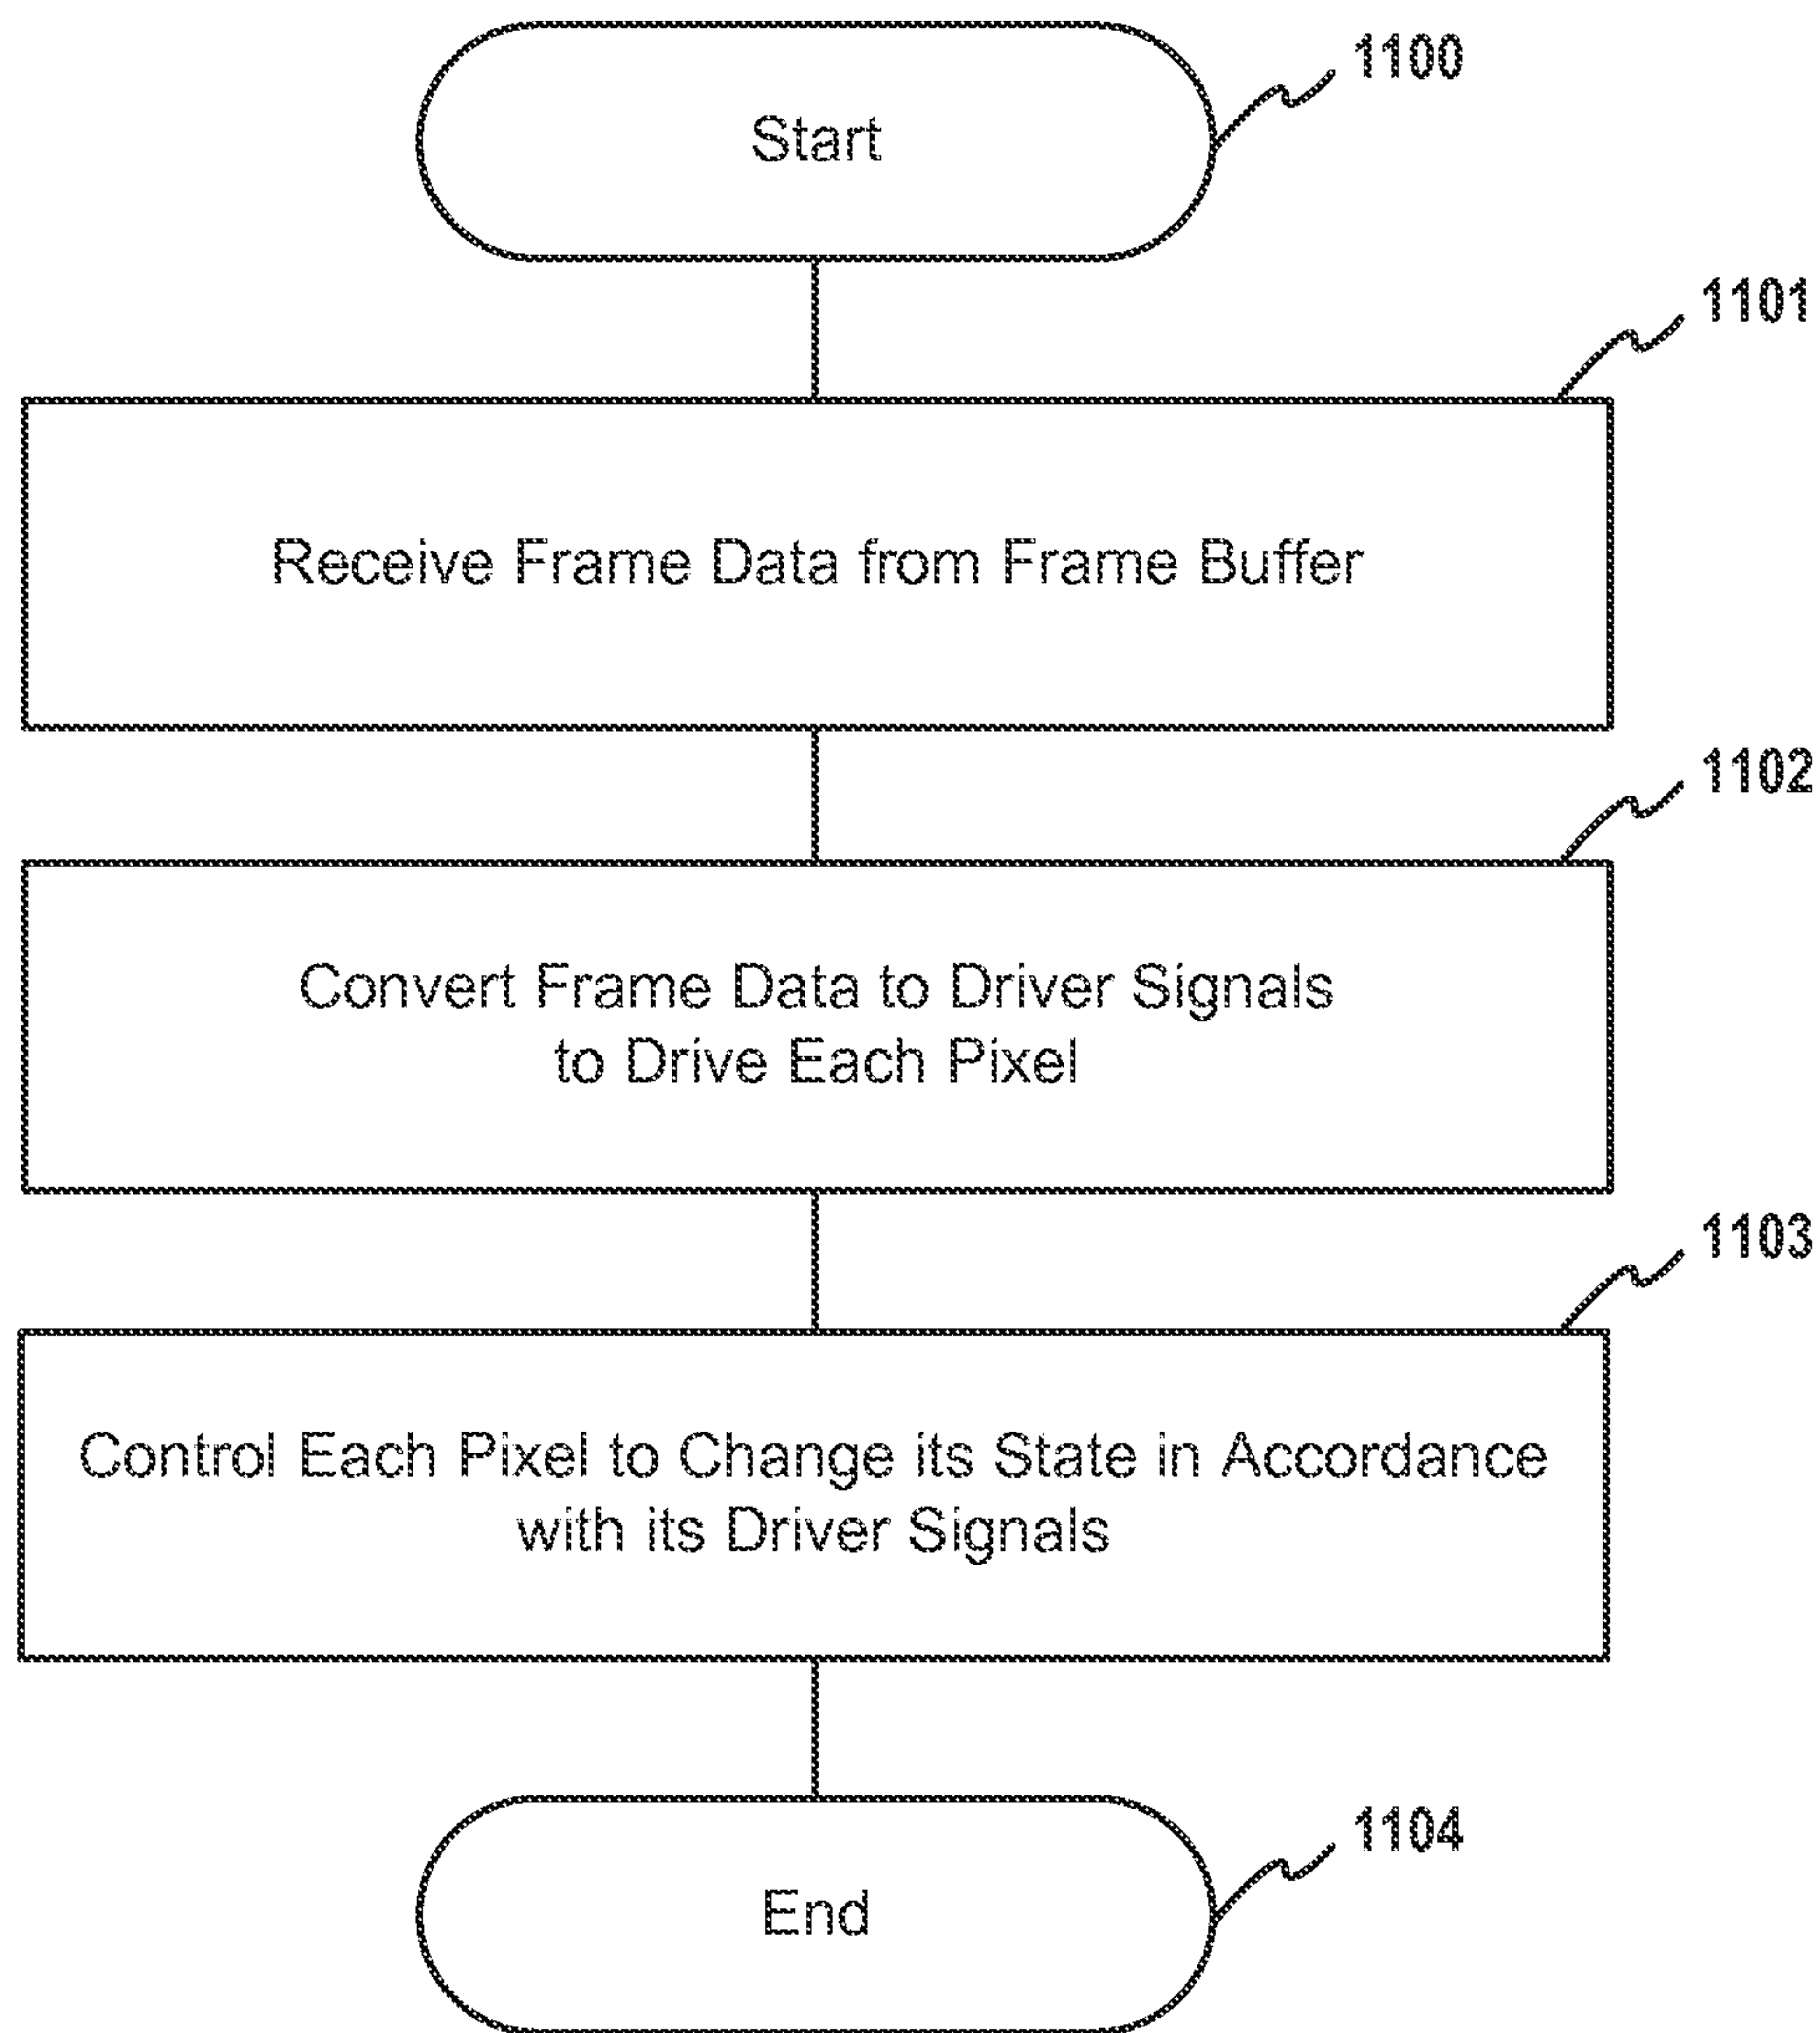 1100
Start
1101
Receive Frame Data from Frame Buffer
1102
Convert Frame Data to Driver Signals
to Drive Each Pixel
1103
Control Each Pixel to Change its State in Accordance
with its Driver Signals
1104
End